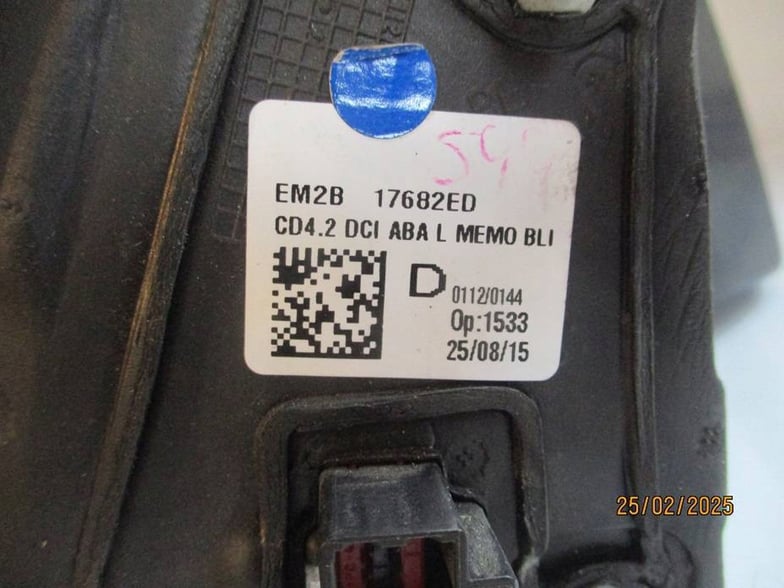 EM2B 17682ED
CD4.2 DCI ABA L MEMO BLI
D 0112/0144
Op:1533
25/08/15
25/02/2025